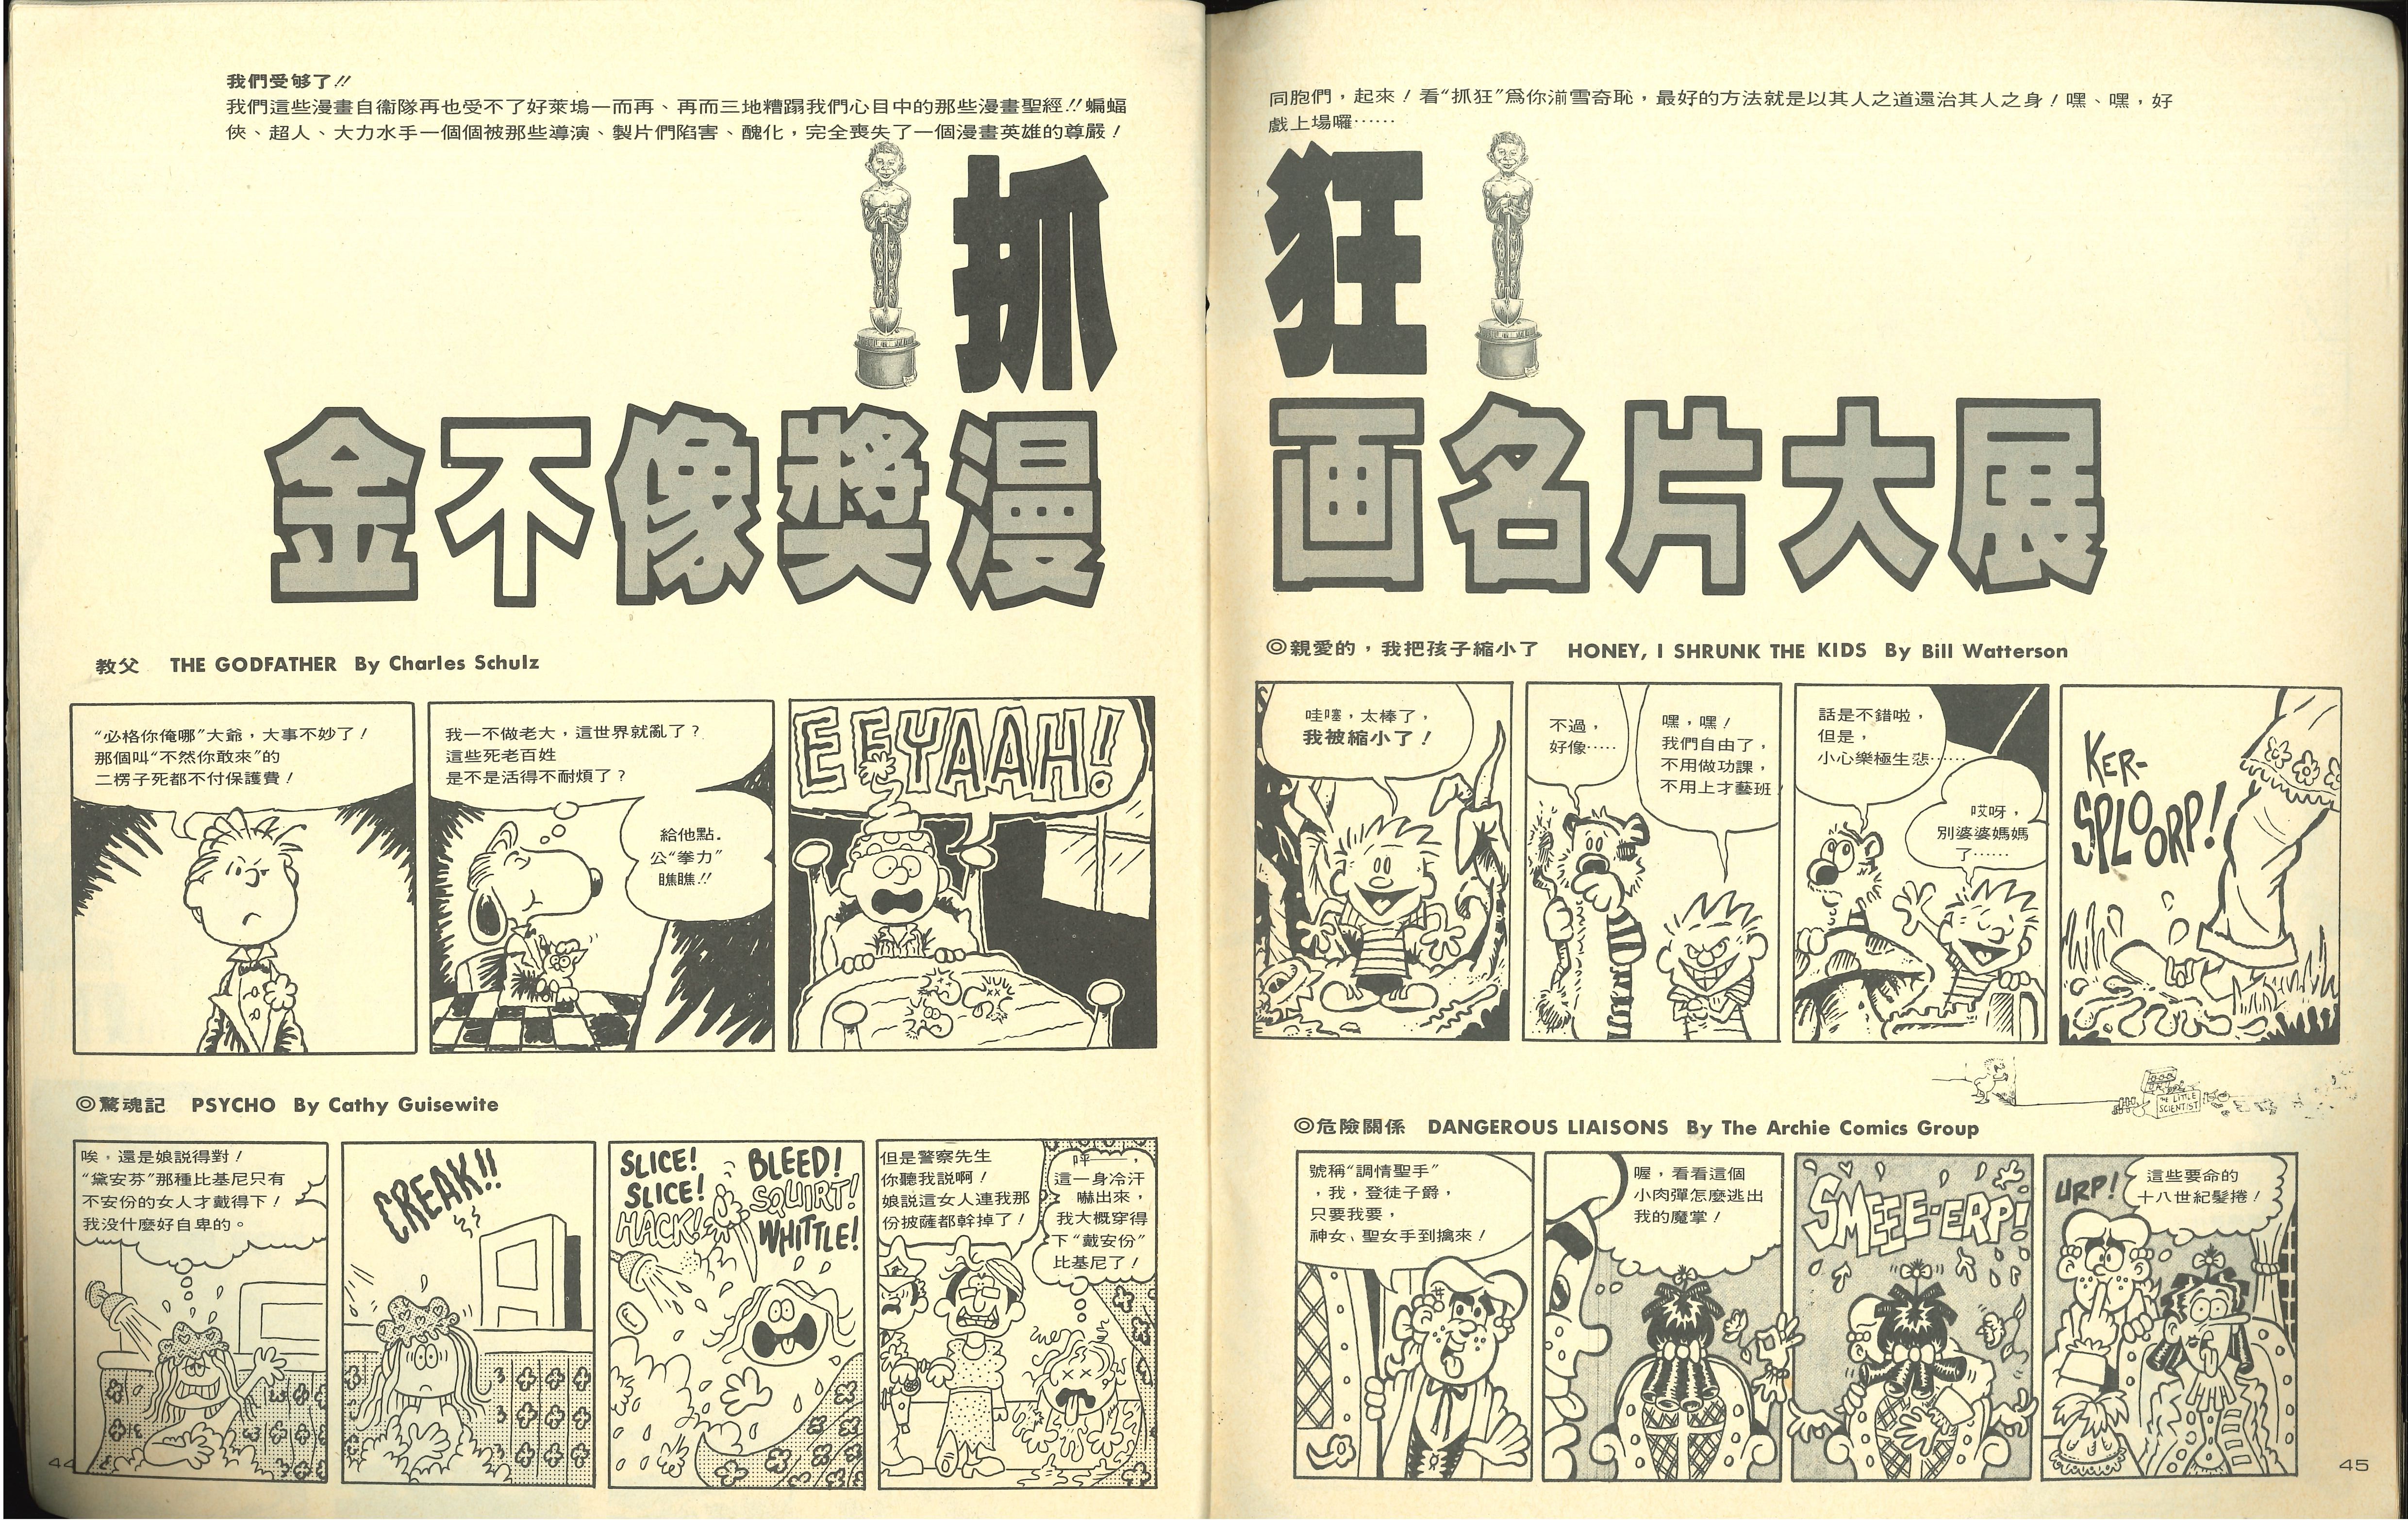 我們受够了!!
我們這些漫畫自衞隊再也受不了好萊塢一而再、再而三地糟蹋我們心目中的那些漫畫聖經!!蝙蝠
俠、超人、大力水手一個個被那些導演、製片們陷害、醜化，完全喪失了一個漫畫英雄的尊嚴！
同胞們，起來！看“抓狂”爲你湔雪奇恥，最好的方法就是以其人之道還治其人之身！嘿、嘿，好
戲上場囉……
抓狂
金不像獎漫画名片大展
教父 THE GODFATHER By Charles Schulz
“必格你俺哪”大爺，大事不妙了！
那個叫“不然你敢來”的
二楞子死都不付保護費！
我一不做老大，這世界就亂了？
這些死老百姓
是不是活得不耐煩了？
給他點.
公“拳力”
瞧瞧!!
EEYAAH!
◎驚魂記 PSYCHO By Cathy Guisewite
唉，還是娘説得對！
“黛安芬”那種比基尼只有
不安份的女人才戴得下！
我没什麼好自卑的。
CREAK!!
SLICE!
SLICE!
HACK!
BLEED!
SQUIRT!
WHITTLE!
但是警察先生
你聽我説啊！
娘説這女人連我那
份披薩都幹掉了！
呼——，
這一身冷汗
嚇出來，
我大概穿得
下“戴安份”
比基尼了！
44
◎親愛的，我把孩子縮小了 HONEY, I SHRUNK THE KIDS By Bill Watterson
哇噻，太棒了，
我被縮小了！
不過，
好像……
嘿，嘿！
我們自由了，
不用做功課，
不用上才藝班！
話是不錯啦，
但是，
小心樂極生悲……
哎呀，
別婆婆媽媽
了……
KER-
SPLOORP!
THE LITTLE
SCIENTIST
◎危險關係 DANGEROUS LIAISONS By The Archie Comics Group
號稱“調情聖手”
，我，登徒子爵，
只要我要，
神女、聖女手到擒來！
喔，看看這個
小肉彈怎麼逃出
我的魔掌！
SMEEE-ERP!
URP!
這些要命的
十八世紀髮捲！
45